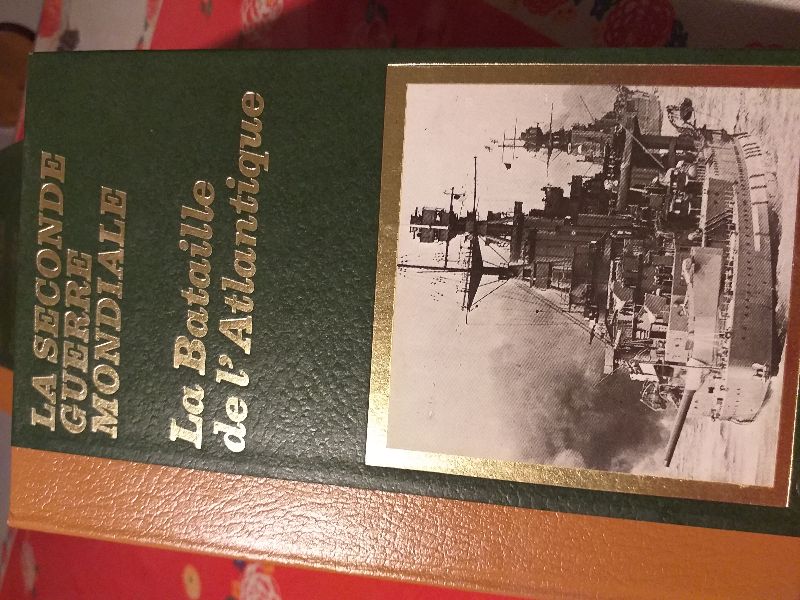 LA SECONDE
GUERRE
MONDIALE
La Bataille
de l'Atlantique